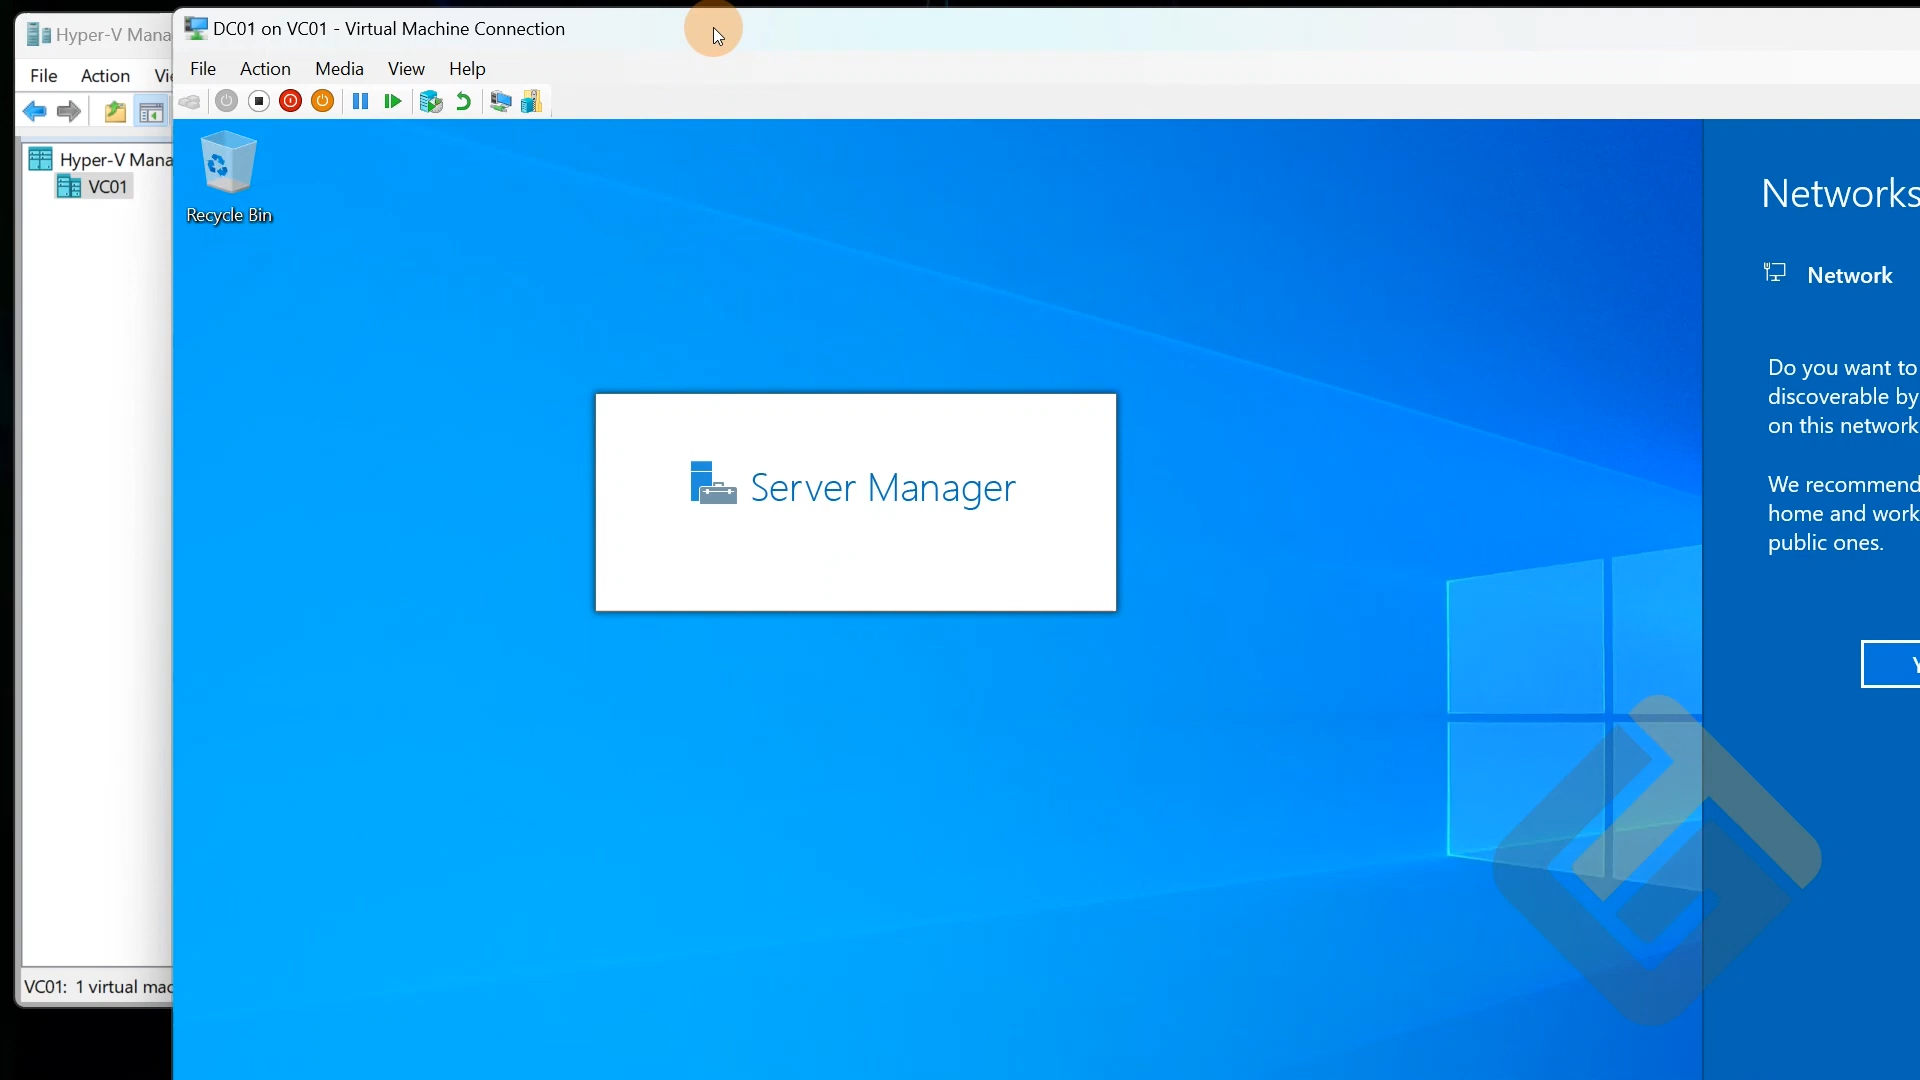 Hyper-V Mana
File Action Vi
Hyper-V Mana
VC01
VC01: 1 virtual mac
DC01 on VC01 - Virtual Machine Connection
File Action Media View Help
Recycle Bin
Server Manager
Networks
Network
Do you want to
discoverable by
on this network
We recommend
home and work
public ones.
Y